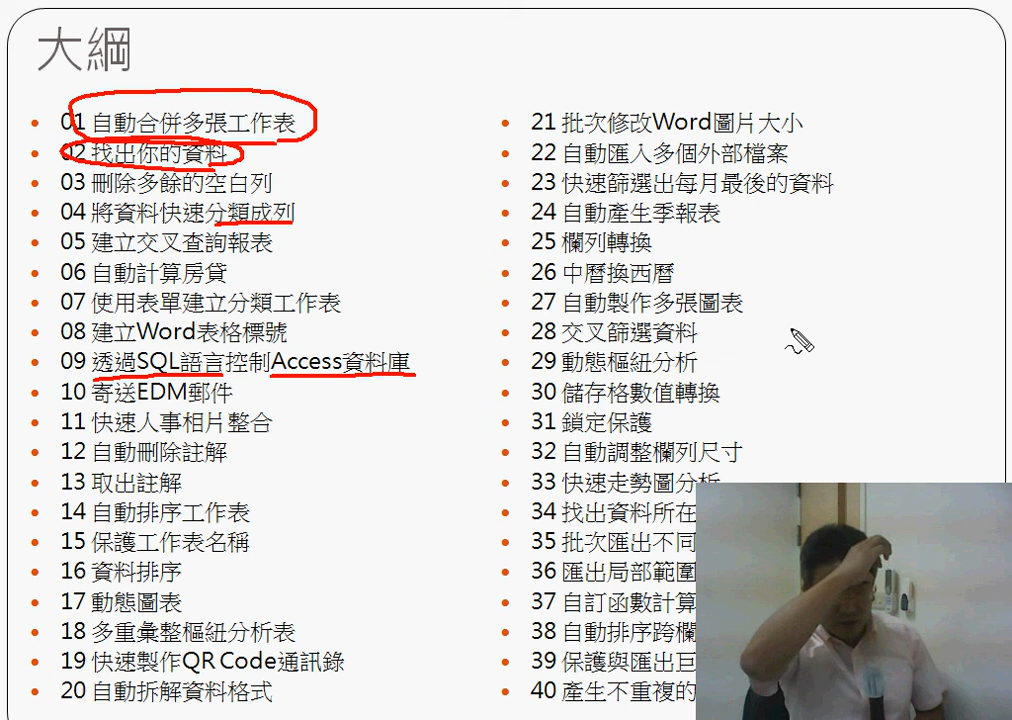 大綱
01 自動合併多張工作表
02 找出你的資料
03 刪除多餘的空白列
04 將資料快速分類成列
05 建立交叉查詢報表
06 自動計算房貸
07 使用表單建立分類工作表
08 建立Word表格標號
09 透過SQL語言控制Access資料庫
10 寄送EDM郵件
11 快速人事相片整合
12 自動刪除註解
13 取出註解
14 自動排序工作表
15 保護工作表名稱
16 資料排序
17 動態圖表
18 多重彙整樞紐分析表
19 快速製作QR Code通訊錄
20 自動拆解資料格式
21 批次修改Word圖片大小
22 自動匯入多個外部檔案
23 快速篩選出每月最後的資料
24 自動產生季報表
25 欄列轉換
26 中曆換西曆
27 自動製作多張圖表
28 交叉篩選資料
29 動態樞紐分析
30 儲存格數值轉換
31 鎖定保護
32 自動調整欄列尺寸
33 快速走勢圖分析
34 找出資料所在
35 批次匯出不同
36 匯出局部範圍
37 自訂函數計算
38 自動排序跨欄
39 保護與匯出巨
40 產生不重複的